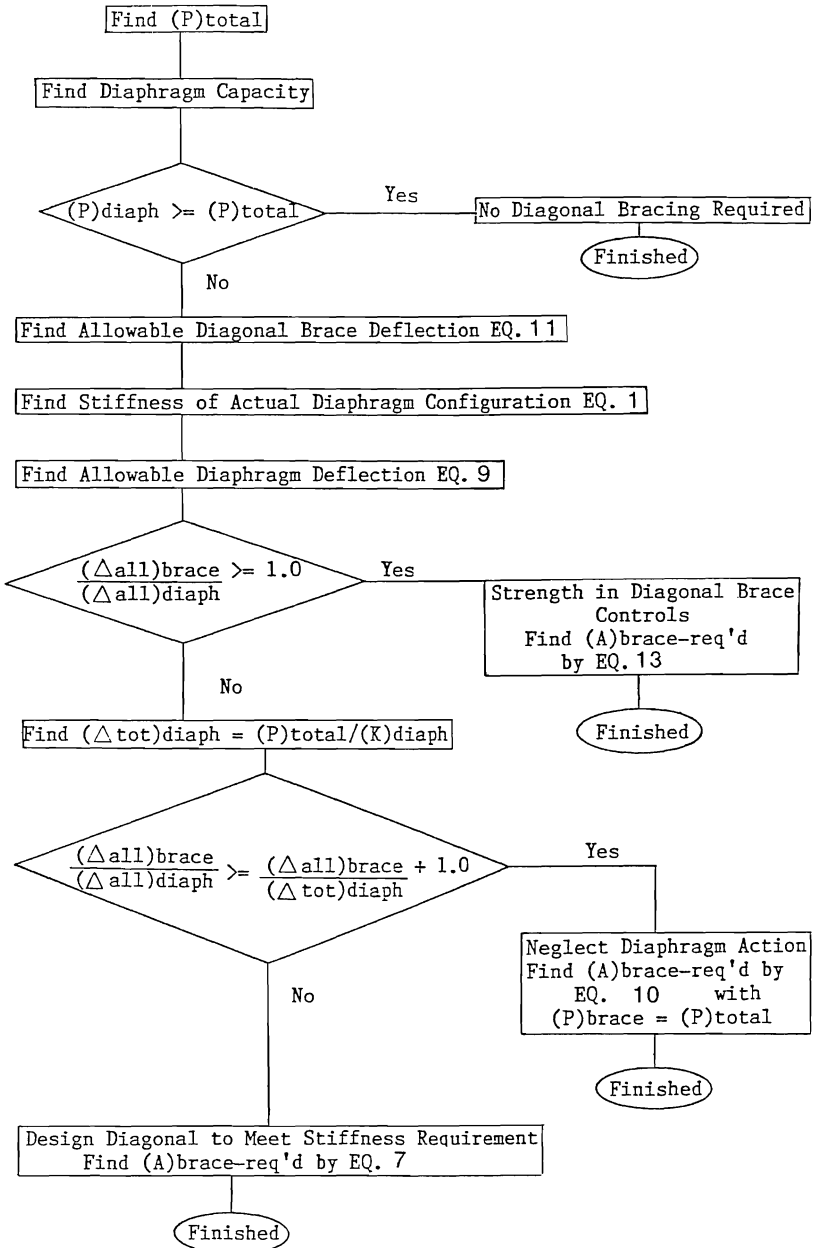 Find (P)total
Find Diaphragm Capacity
(P)diaph >= (P)total
Yes
No Diagonal Bracing Required
Finished
No
Find Allowable Diagonal Brace Deflection EQ. 11
Find Stiffness of Actual Diaphragm Configuration EQ. 1
Find Allowable Diaphragm Deflection EQ. 9
(△all)brace >= 1.0
(△all)diaph
Yes
Strength in Diagonal Brace
Controls
Find (A)brace-req'd
by EQ. 13
Finished
No
Find (△tot)diaph = (P)total/(K)diaph
(△all)brace >= (△all)brace + 1.0
(△all)diaph (△tot)diaph
Yes
Neglect Diaphragm Action
Find (A)brace-req'd by
EQ. 10 with
(P)brace = (P)total
Finished
No
Design Diagonal to Meet Stiffness Requirement
Find (A)brace-req'd by EQ. 7
Finished